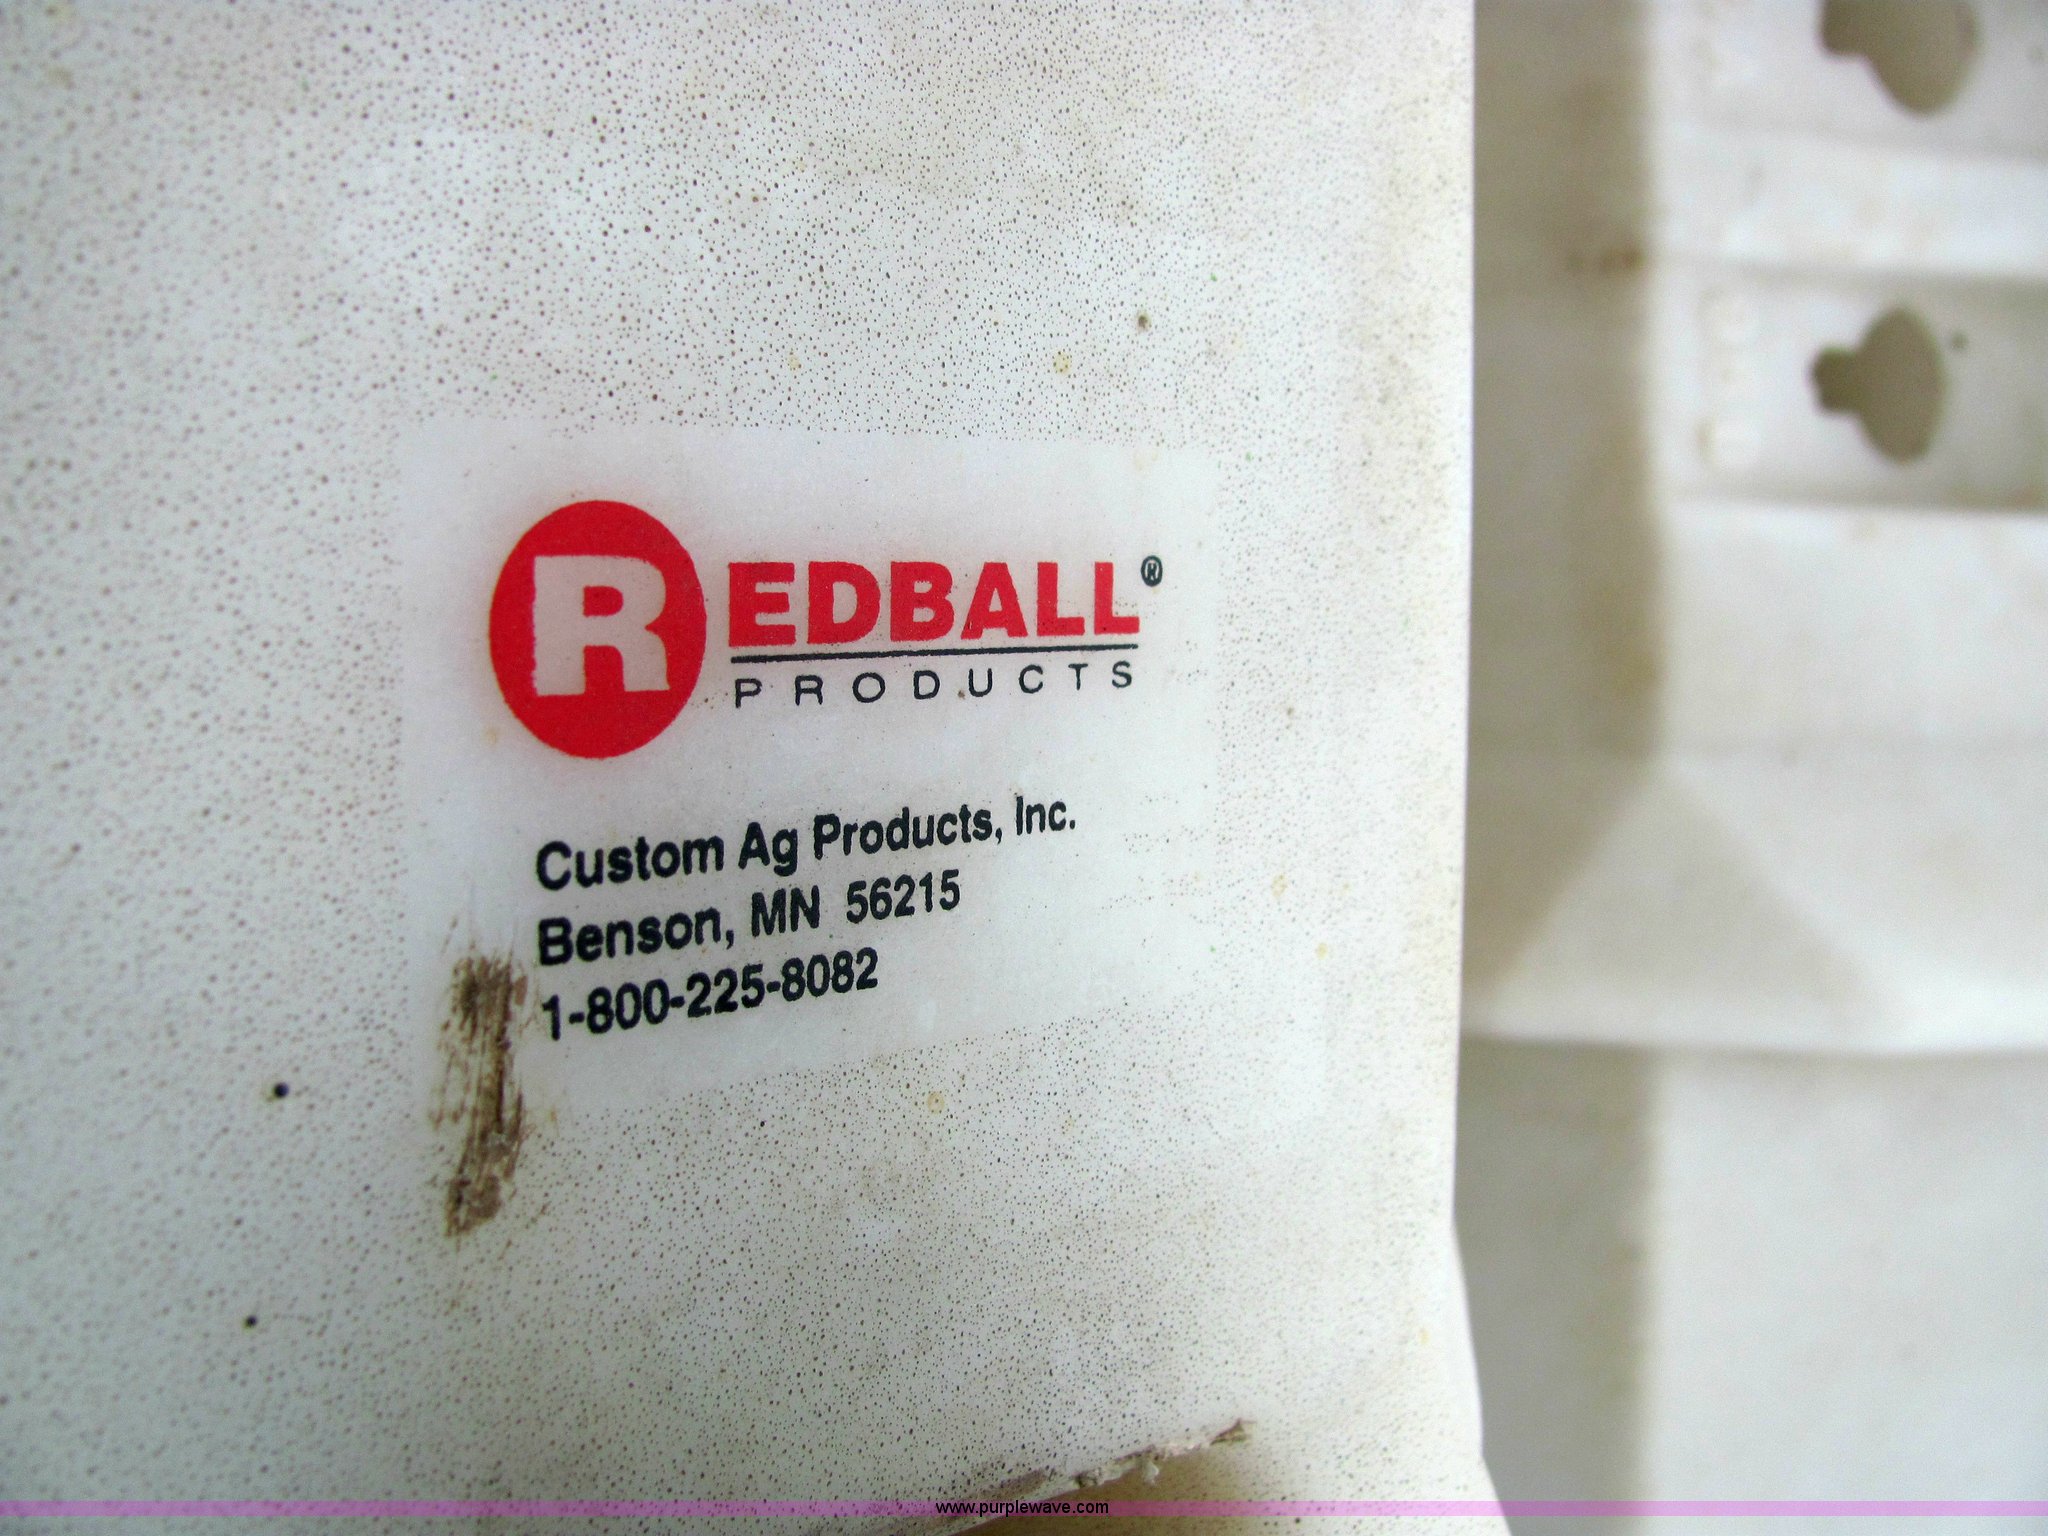 REDBALL®
PRODUCTS
Custom Ag Products, Inc.
Benson, MN 56215
1-800-225-8082
www.purplewave.com